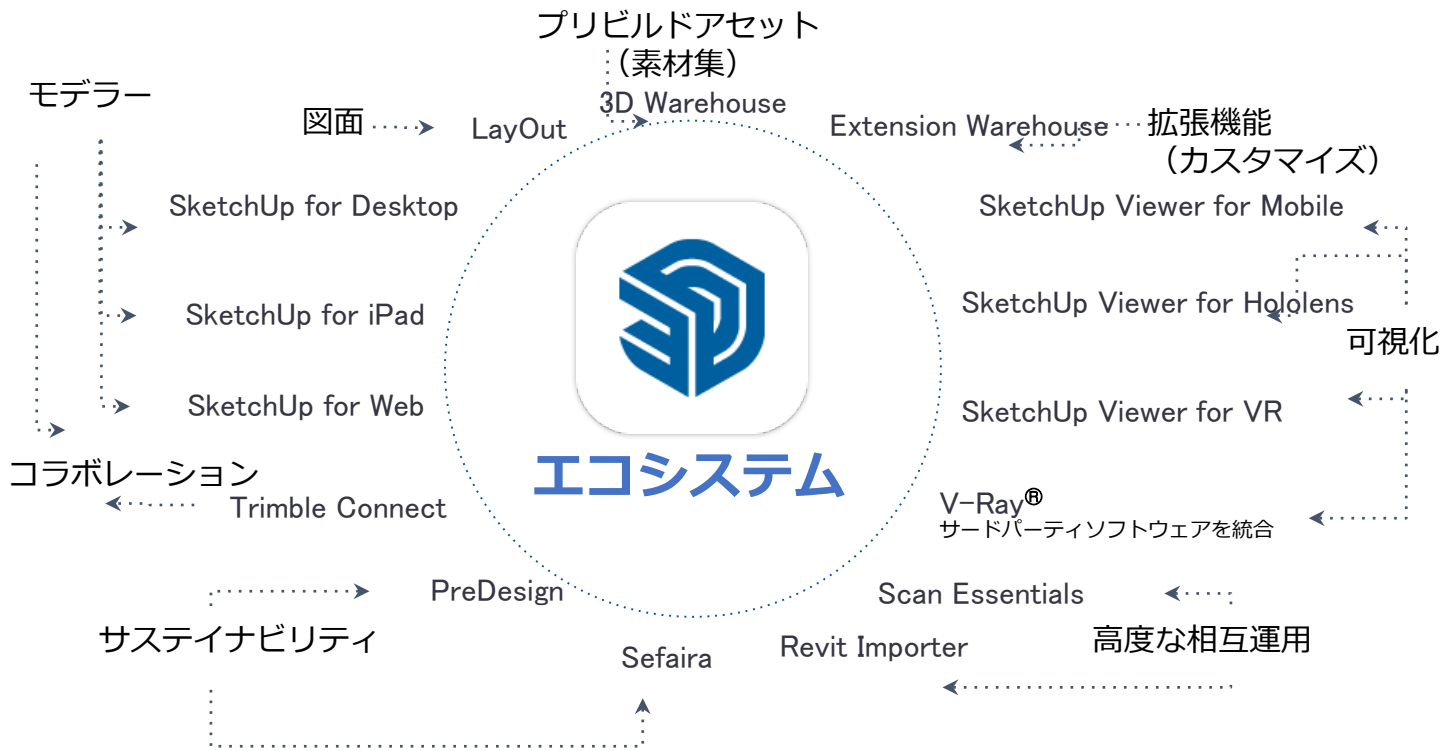 プリビルドアセット
（素材集）
モデラー
図面
LayOut
3D Warehouse
Extension Warehouse
拡張機能
（カスタマイズ）
SketchUp for Desktop
SketchUp Viewer for Mobile
SketchUp for iPad
SketchUp Viewer for Hololens
可視化
SketchUp for Web
SketchUp Viewer for VR
コラボレーション
エコシステム
Trimble Connect
V-Ray®
サードパーティソフトウェアを統合
PreDesign
Scan Essentials
サステイナビリティ
Sefaira
Revit Importer
高度な相互運用